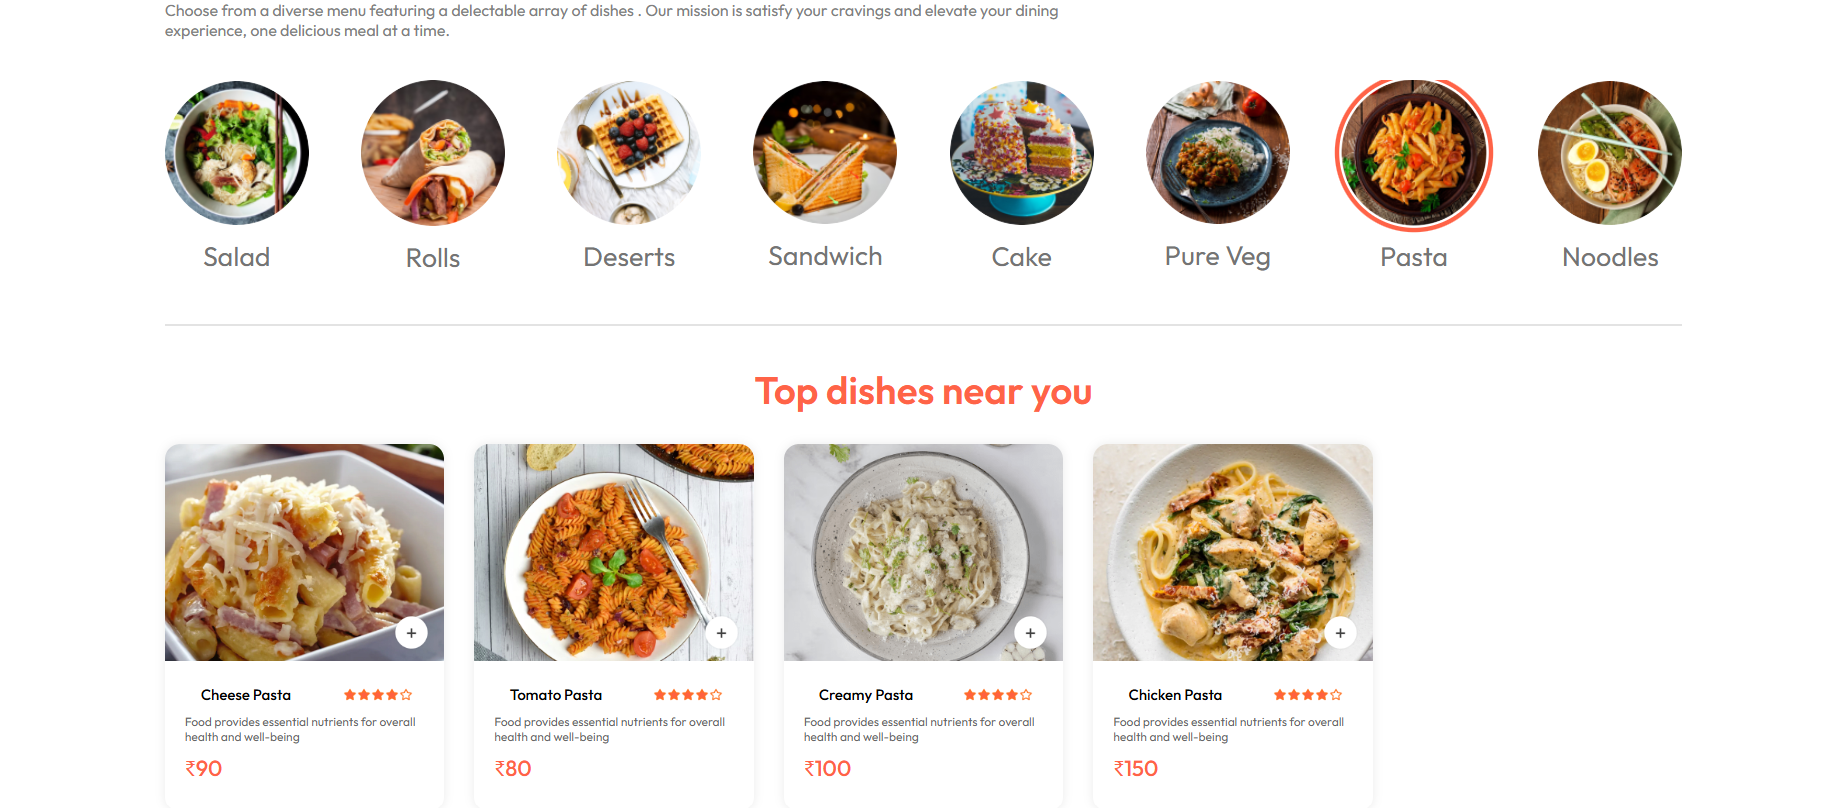 Choose from a diverse menu featuring a delectable array of dishes . Our mission is satisfy your cravings and elevate your dining
experience, one delicious meal at a time.
Salad
Rolls
Deserts
Sandwich
Cake
Pure Veg
Pasta
Noodles
Top dishes near you
Cheese Pasta
Food provides essential nutrients for overall
health and well-being
₹90
Tomato Pasta
Food provides essential nutrients for overall
health and well-being
₹80
Creamy Pasta
Food provides essential nutrients for overall
health and well-being
₹100
Chicken Pasta
Food provides essential nutrients for overall
health and well-being
₹150